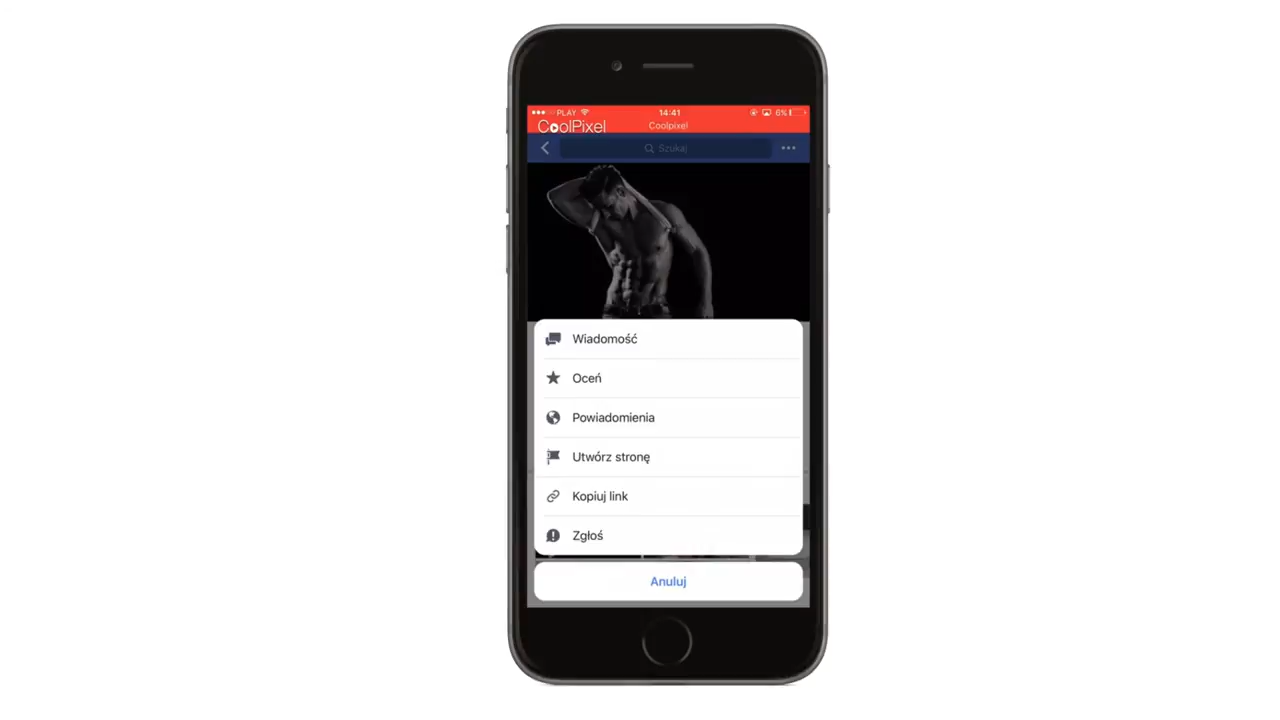 PLAY 14:41 6%
CoolPixel Coolpixel
Szukaj
Wiadomość
Oceń
Powiadomienia
Utwórz stronę
Kopiuj link
Zgłoś
Anuluj